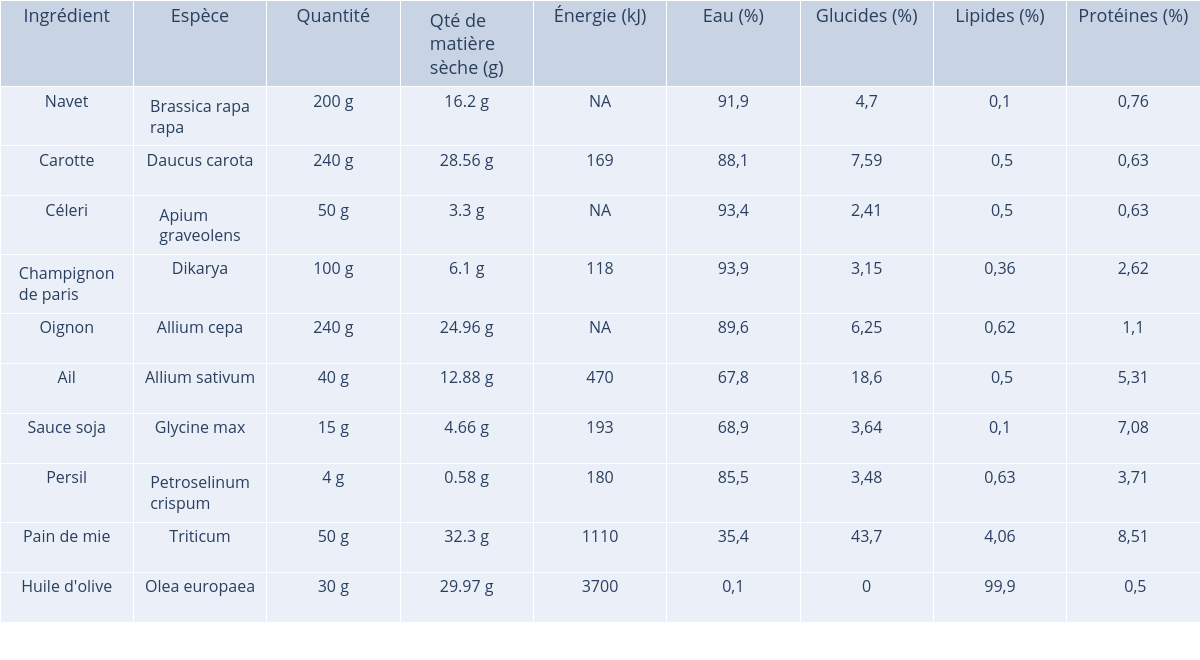 Ingrédient Espèce Quantité Qté de matière sèche (g) Énergie (kJ) Eau (%) Glucides (%) Lipides (%) Protéines (%)
Navet Brassica rapa rapa 200 g 16.2 g NA 91,9 4,7 0,1 0,76
Carotte Daucus carota 240 g 28.56 g 169 88,1 7,59 0,5 0,63
Céleri Apium graveolens 50 g 3.3 g NA 93,4 2,41 0,5 0,63
Champignon de paris Dikarya 100 g 6.1 g 118 93,9 3,15 0,36 2,62
Oignon Allium cepa 240 g 24.96 g NA 89,6 6,25 0,62 1,1
Ail Allium sativum 40 g 12.88 g 470 67,8 18,6 0,5 5,31
Sauce soja Glycine max 15 g 4.66 g 193 68,9 3,64 0,1 7,08
Persil Petroselinum crispum 4 g 0.58 g 180 85,5 3,48 0,63 3,71
Pain de mie Triticum 50 g 32.3 g 1110 35,4 43,7 4,06 8,51
Huile d'olive Olea europaea 30 g 29.97 g 3700 0,1 0 99,9 0,5